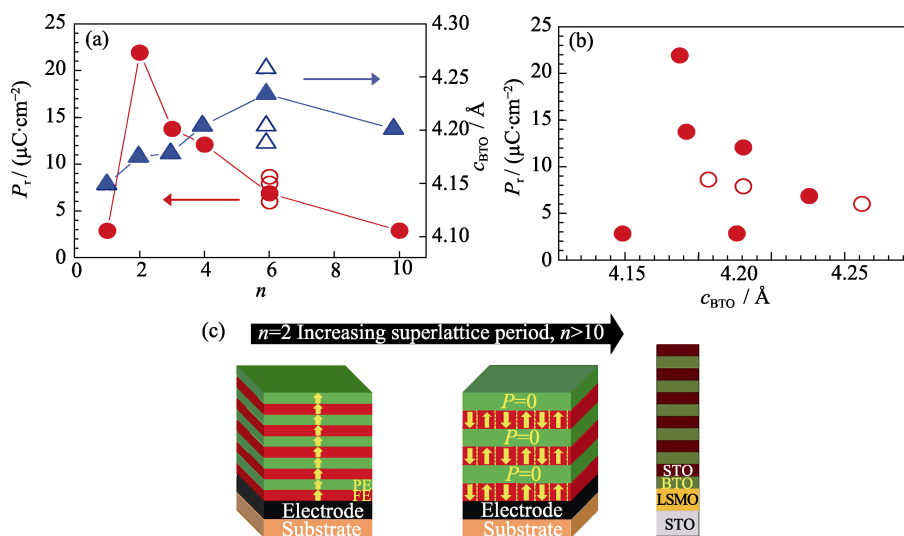 (a)
25
20
15
10
5
0
Pr / (μC·cm−2)
0
2
4
6
8
10
n
4.30
4.25
4.20
4.15
4.10
cBTO / Å
(b)
25
20
15
10
5
0
Pr / (μC·cm−2)
4.15
4.20
4.25
cBTO / Å
(c)
n=2 Increasing superlattice period, n>10
PE
FE
Electrode
Substrate
P=0
P=0
P=0
Electrode
Substrate
STO
BTO
LSMO
STO